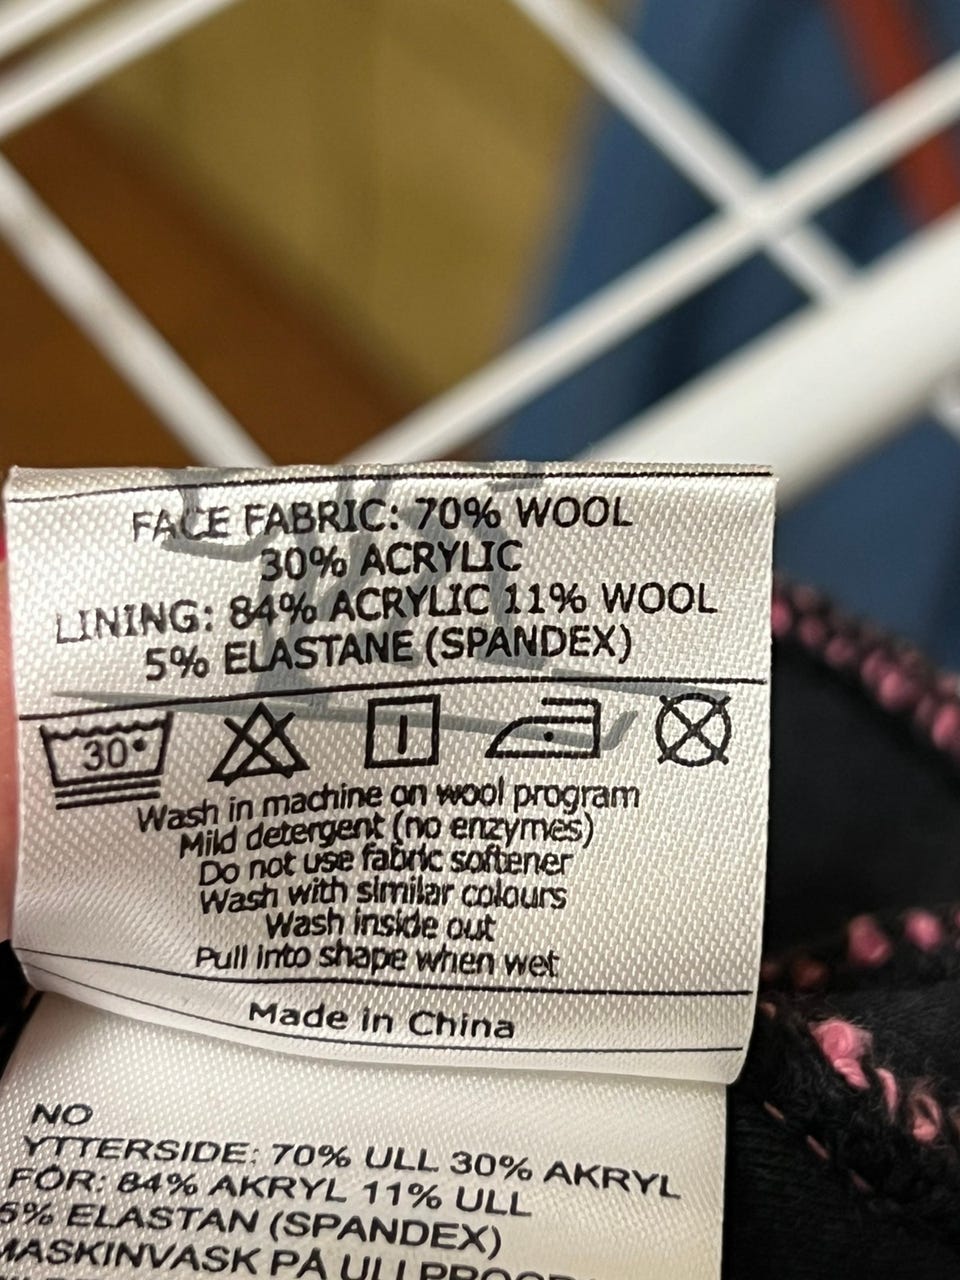 FACE FABRIC: 70% WOOL
30% ACRYLIC
LINING: 84% ACRYLIC 11% WOOL
5% ELASTANE (SPANDEX)
30°
Wash in machine on wool program
Mild detergent (no enzymes)
Do not use fabric softener
Wash with similar colours
Wash inside out
Pull into shape when wet
Made in China
NO
YTTERSIDE: 70% ULL 30% AKRYL
FÔR: 84% AKRYL 11% ULL
5% ELASTAN (SPANDEX)
MASKINVASK PÅ